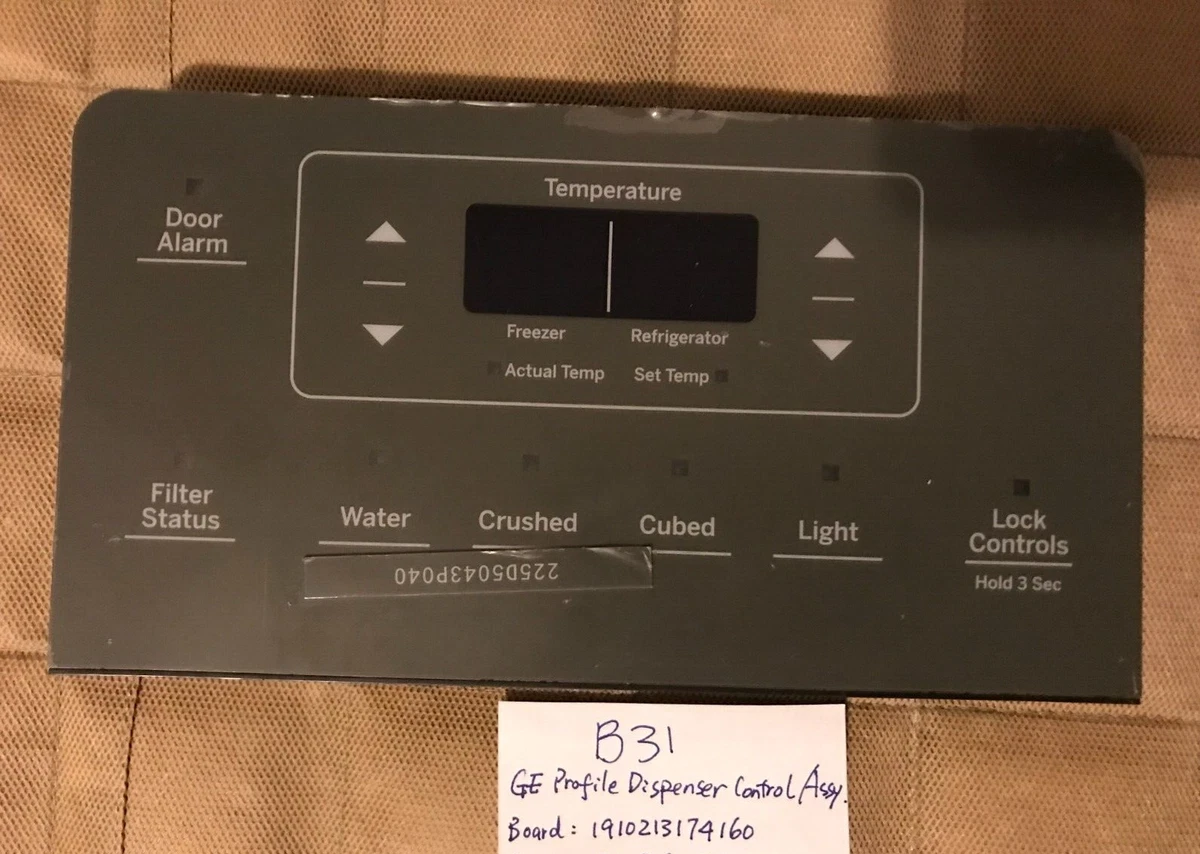 Temperature
Door
Alarm
Freezer Refrigerator
Actual Temp Set Temp
Filter
Status
Water Crushed Cubed Light
Lock
Controls
Hold 3 Sec
225D5043P040
B31
GE Profile Dispenser Control Assy.
Board: 1910213174160